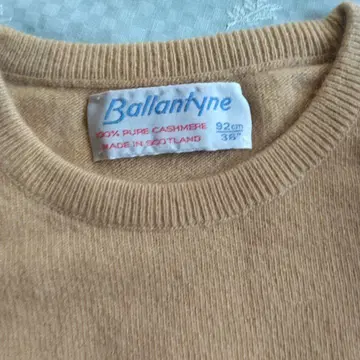 Ballantyne
100% PURE CASHMERE 92cm
MADE IN SCOTLAND 36"